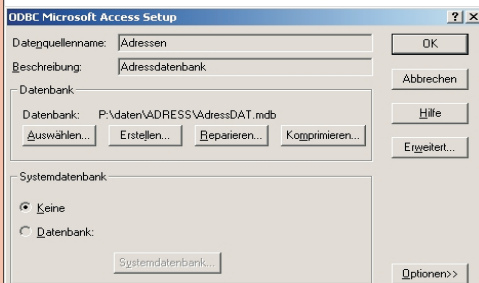 ODBC Microsoft Access Setup
Datenquellenname: Adressen
OK
Beschreibung: Adressdatenbank
Abbrechen
Datenbank
Datenbank: P:\daten\ADRESS\AdressDAT.mdb
Hilfe
Auswählen... Erstellen... Reparieren... Komprimieren...
Erweitert...
Systemdatenbank
Keine
Datenbank:
Systemdatenbank...
Optionen>>